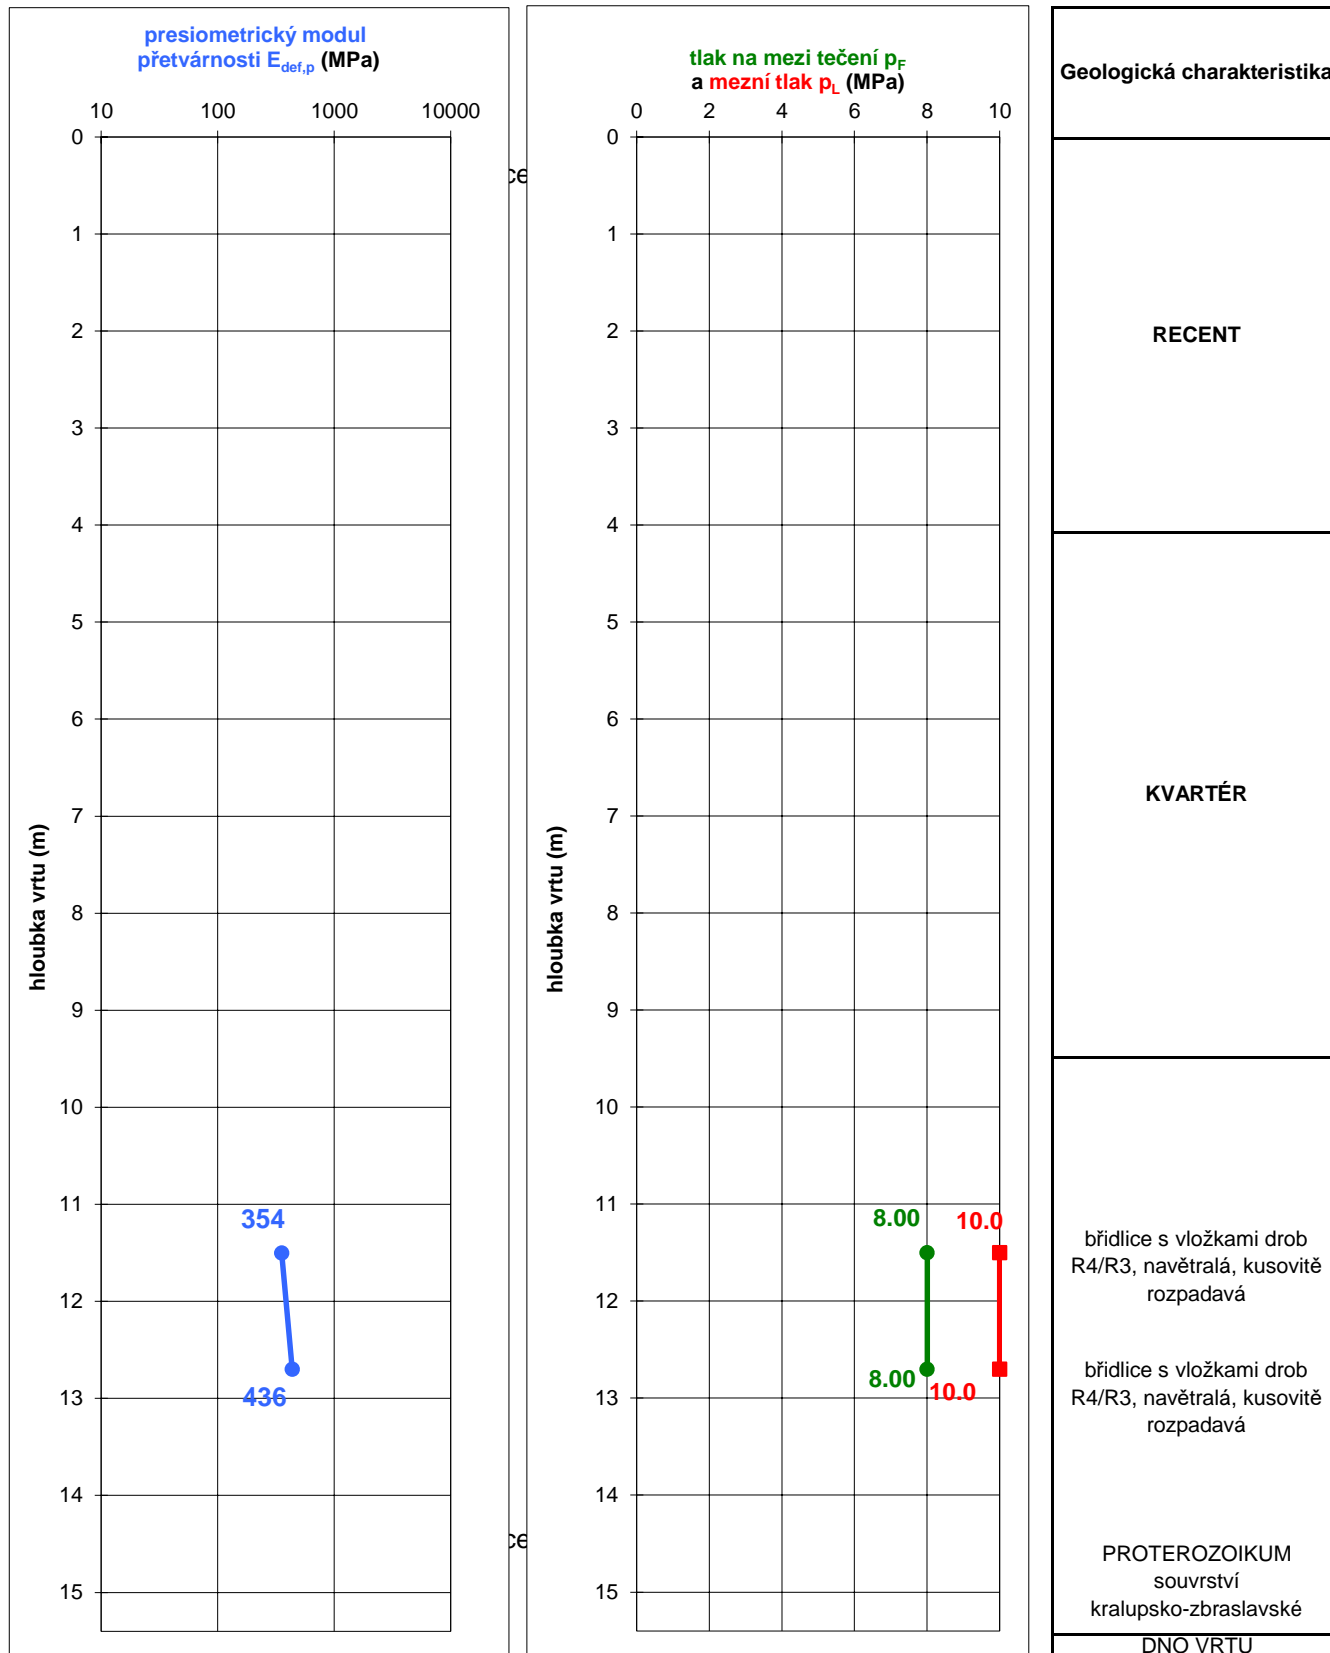 presiometrický modul
přetvárnosti Edef,p (MPa)
10 100 1000 10000
0
1
2
3
4
5
6
7
8
9
10
11
12
13
14
15
hloubka vrtu (m)
354
436
ce
ce
tlak na mezi tečení pF
a mezní tlak pL (MPa)
0 2 4 6 8 10
0
1
2
3
4
5
6
7
8
9
10
11
12
13
14
15
hloubka vrtu (m)
8.00 10.0
8.00 10.0
Geologická charakteristika
RECENT
KVARTÉR
břidlice s vložkami drob
R4/R3, navětralá, kusovitě
rozpadavá
břidlice s vložkami drob
R4/R3, navětralá, kusovitě
rozpadavá
PROTEROZOIKUM
souvrství
kralupsko-zbraslavské
DNO VRTU